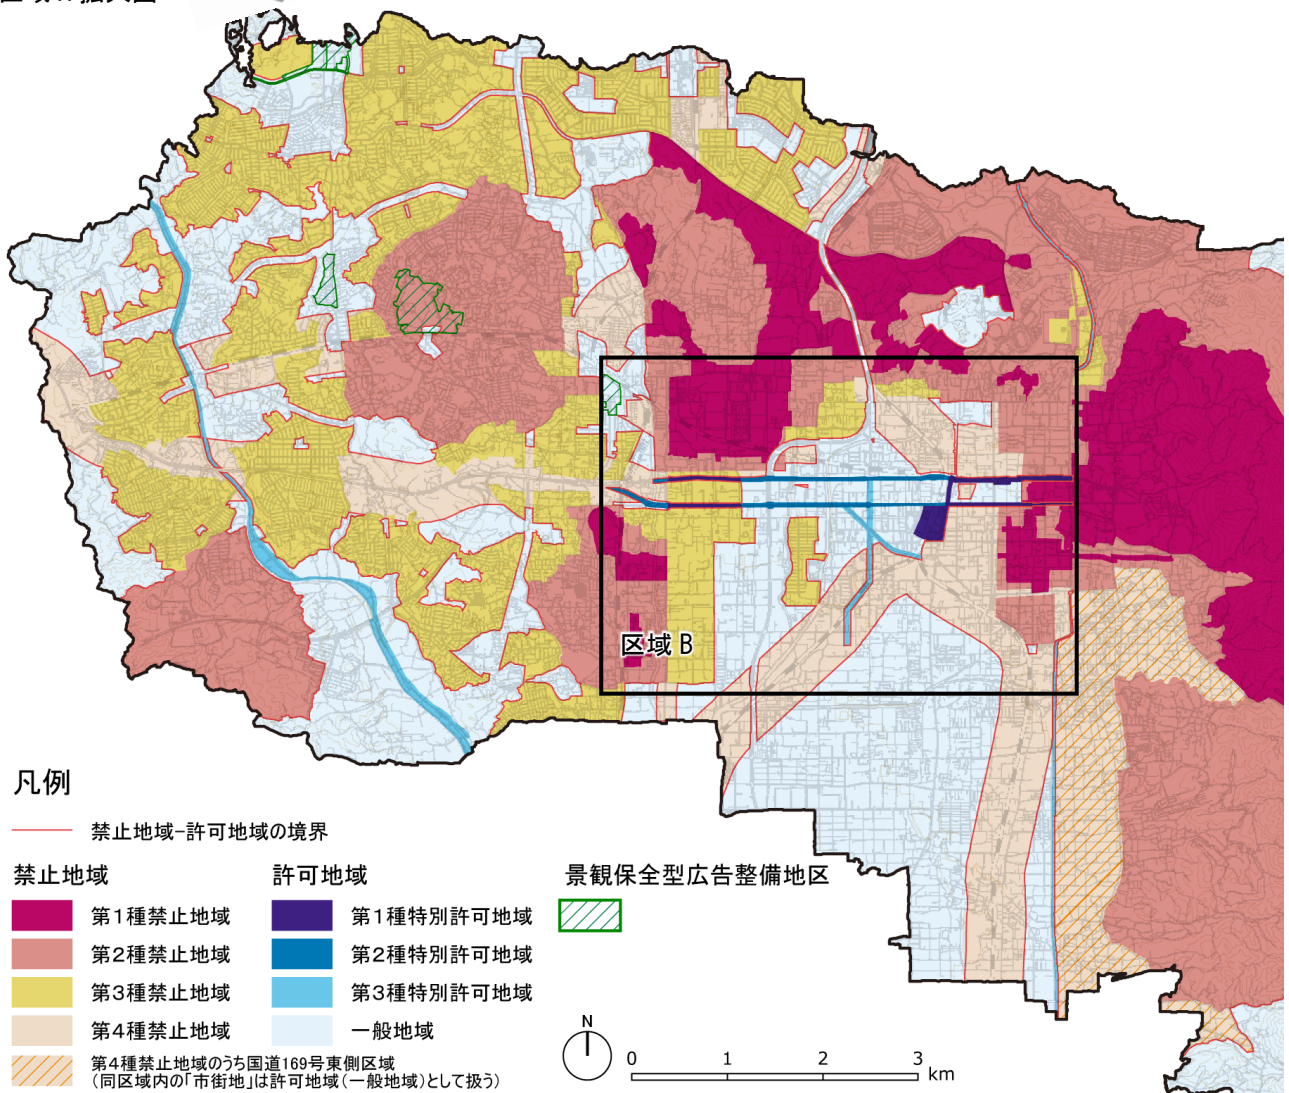 区域B
凡例
禁止地域-許可地域の境界
禁止地域
第1種禁止地域
第2種禁止地域
第3種禁止地域
第4種禁止地域
第4種禁止地域のうち国道169号東側区域
(同区域内の「市街地」は許可地域(一般地域)として扱う)
許可地域
第1種特別許可地域
第2種特別許可地域
第3種特別許可地域
一般地域
景観保全型広告整備地区
N
0 1 2 3 km